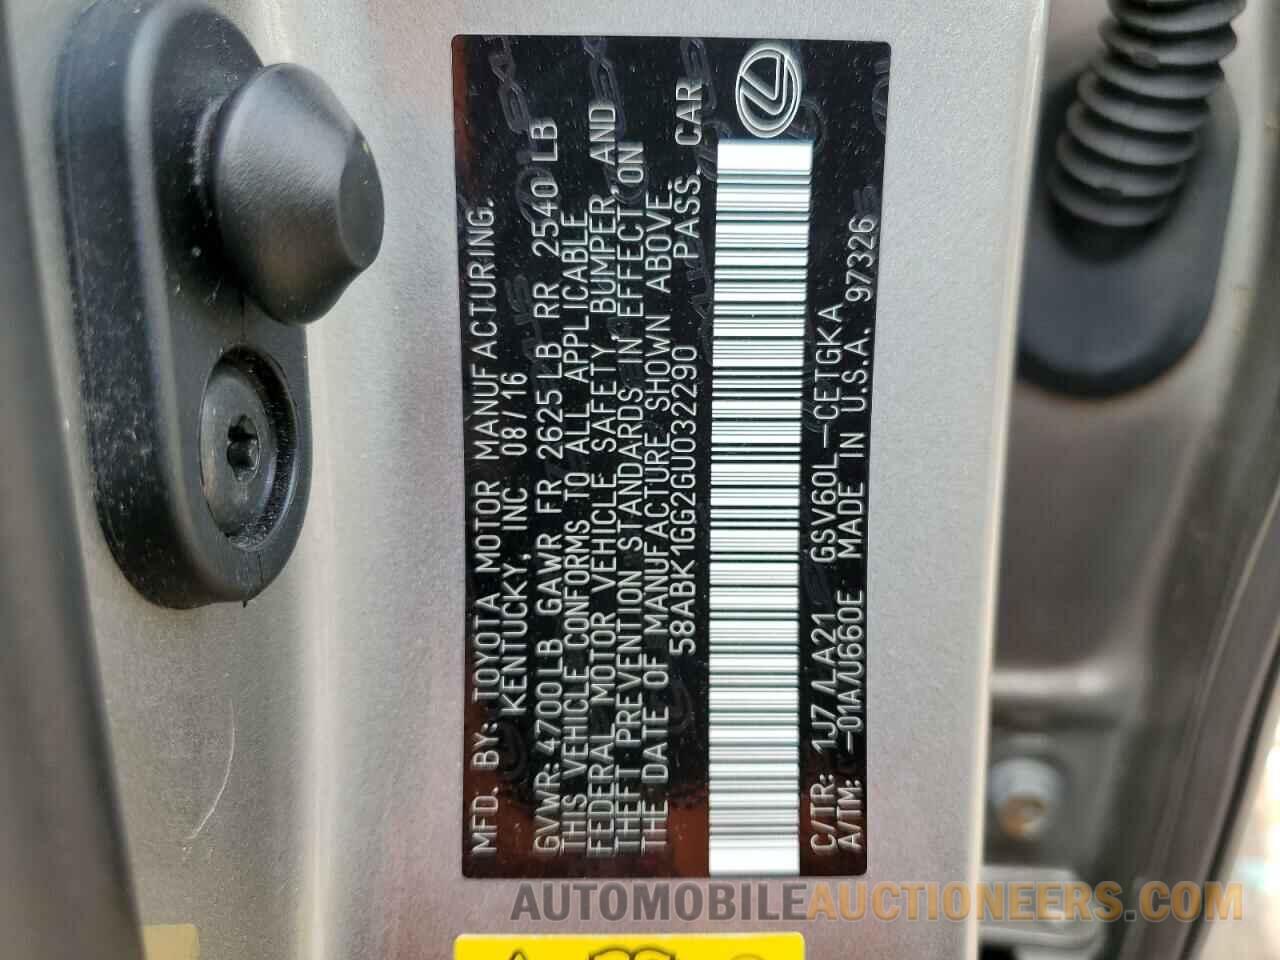 MFD. BY: TOYOTA MOTOR MANUFACTURING.
KENTUCKY, INC 08/16
GVWR: 4700LB GAWR FR 2625LB RR 2540LB
THIS VEHICLE CONFORMS TO ALL APPLICABLE
FEDERAL MOTOR VEHICLE SAFETY, BUMPER, AND
THEFT PREVENTION STANDARDS IN EFFECT ON
THE DATE OF MANUFACTURE SHOWN ABOVE.
58ABK1GG2GU032290 PASS. CAR
C/TR: 1J7/LA21 GSV60L-CETGKA
A/TM: -01A/U660E MADE IN U.S.A. 97326
AUTOMOBILEAUCTIONEERS.COM